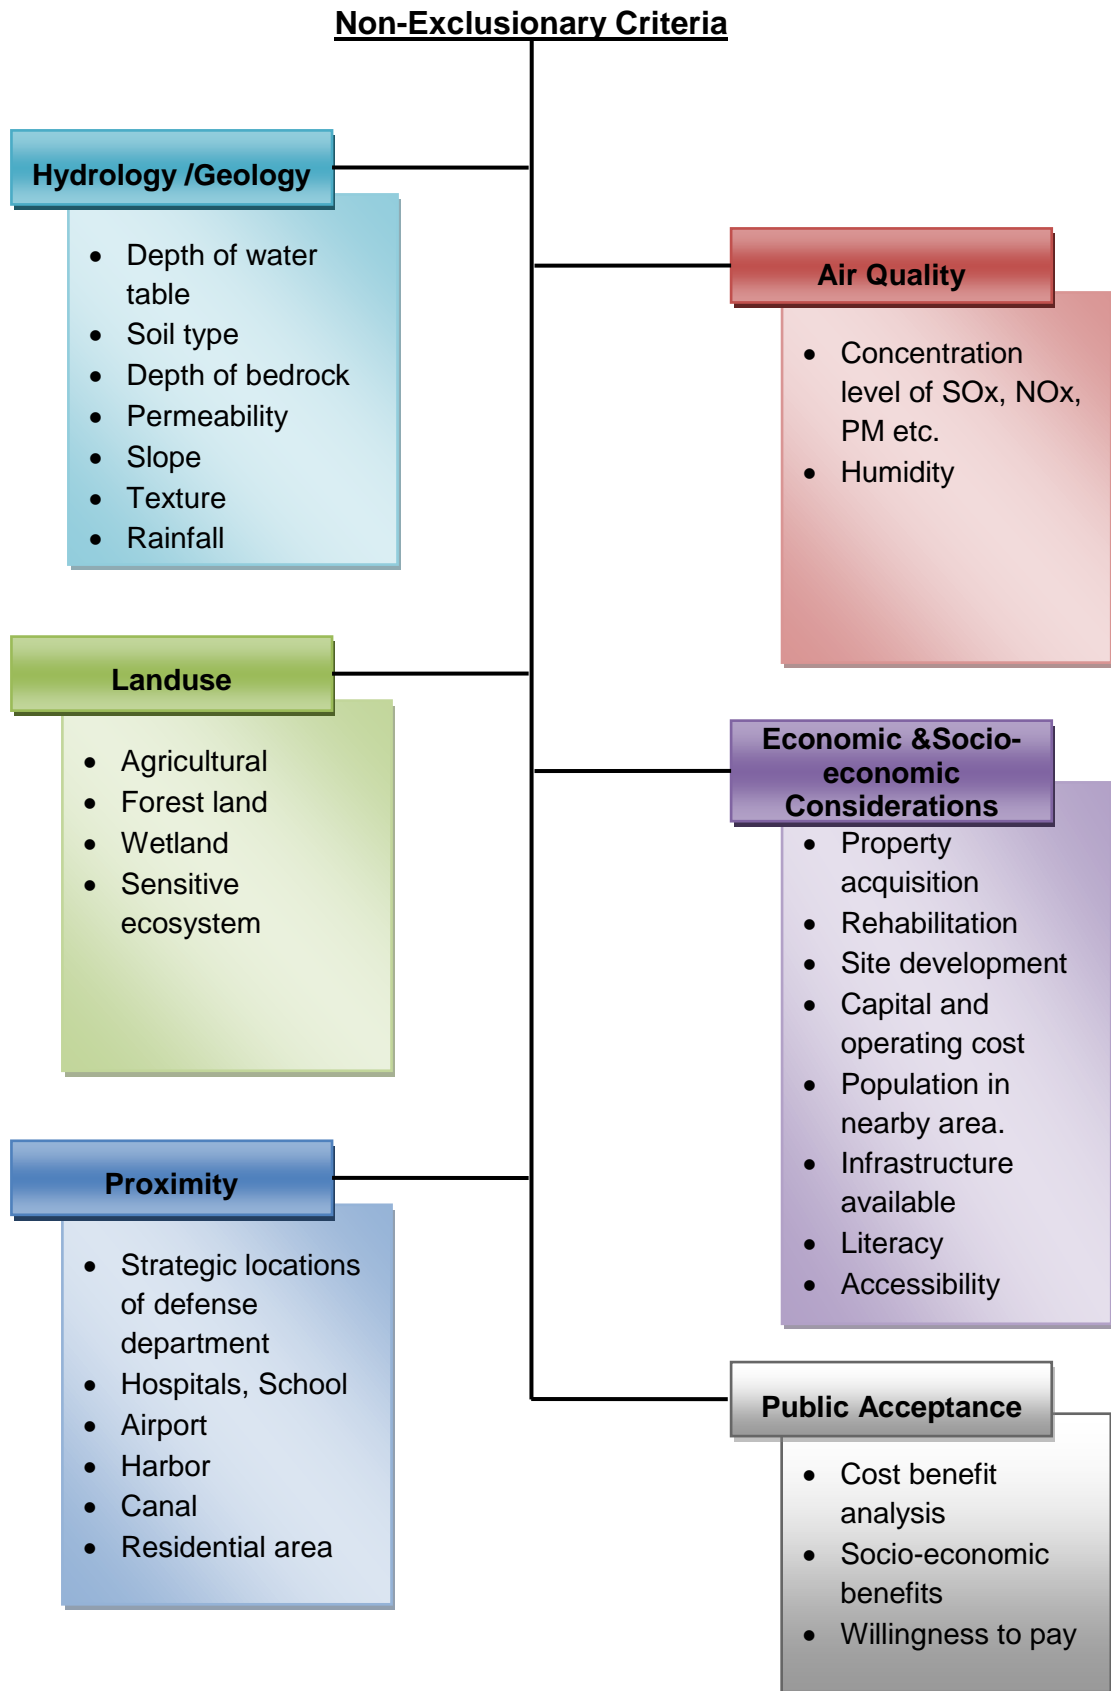 Non-Exclusionary Criteria
Hydrology /Geology
• Depth of water
table
• Soil type
• Depth of bedrock
• Permeability
• Slope
• Texture
• Rainfall
Air Quality
• Concentration
level of SOx, NOx,
PM etc.
• Humidity
Landuse
• Agricultural
• Forest land
• Wetland
• Sensitive
ecosystem
Economic &Socio-
economic
Considerations
• Property
acquisition
• Rehabilitation
• Site development
• Capital and
operating cost
• Population in
nearby area.
• Infrastructure
available
• Literacy
• Accessibility
Proximity
• Strategic locations
of defense
department
• Hospitals, School
• Airport
• Harbor
• Canal
• Residential area
Public Acceptance
• Cost benefit
analysis
• Socio-economic
benefits
• Willingness to pay